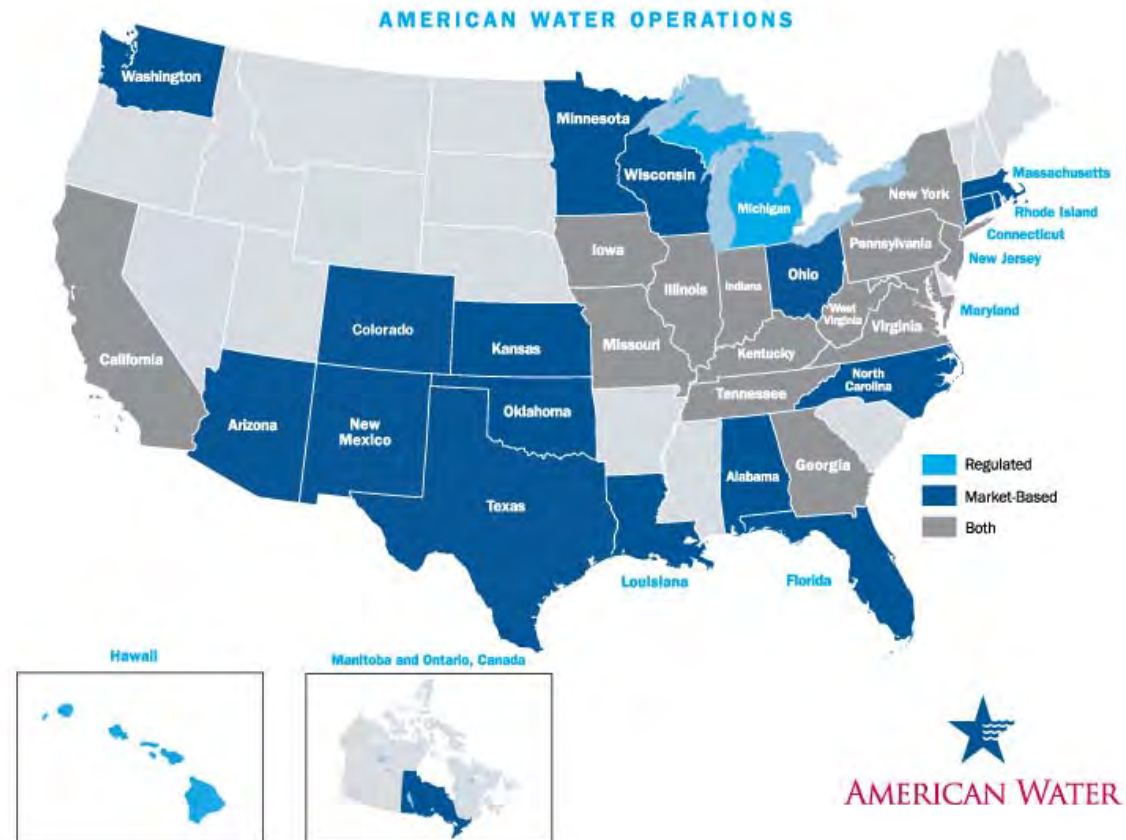 AMERICAN WATER OPERATIONS
Washington
Minnesota
Wisconsin
Michigan
New York
Massachusetts
Rhode Island
Connecticut
New Jersey
Pennsylvania
Iowa
Illinois
Indiana
Ohio
West
Virginia
Virginia
Maryland
California
Colorado
Kansas
Missouri
Kentucky
Tennessee
North
Carolina
Arizona
New
Mexico
Oklahoma
Texas
Alabama
Georgia
Louisiana
Florida
Regulated
Market-Based
Both
Hawaii
Manitoba and Ontario, Canada
AMERICAN WATER